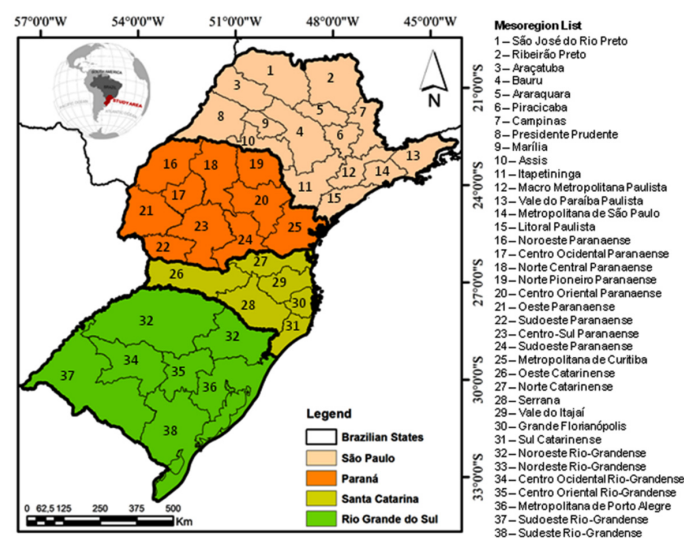 57°0'0"W 54°0'0"W 51°0'0"W 48°0'0"W 45°0'0"W
Mesoregion List
1 – São José do Rio Preto
2 – Ribeirão Preto
3 – Araçatuba
4 – Bauru
5 – Araraquara
6 – Piracicaba
7 – Campinas
8 – Presidente Prudente
9 – Marília
10 – Assis
11 – Itapetininga
12 – Macro Metropolitana Paulista
13 – Vale do Paraíba Paulista
14 – Metropolitana de São Paulo
15 – Litoral Paulista
16 – Noroeste Paranaense
17 – Centro Ocidental Paranaense
18 – Norte Central Paranaense
19 – Norte Pioneiro Paranaense
20 – Centro Oriental Paranaense
21 – Oeste Paranaense
22 – Sudoeste Paranaense
23 – Centro-Sul Paranaense
24 – Sudoeste Paranaense
25 – Metropolitana de Curitiba
26 – Oeste Catarinense
27 – Norte Catarinense
28 – Serrana
29 – Vale do Itajaí
30 – Grande Florianópolis
31 – Sul Catarinense
32 – Noroeste Rio-Grandense
33 – Nordeste Rio-Grandense
34 – Centro Ocidental Rio-Grandense
35 – Centro Oriental Rio-Grandense
36 – Metropolitana de Porto Alegre
37 – Sudoeste Rio-Grandense
38 – Sudeste Rio-Grandense
SOUTH AMERICA
STUDY AREA
N
1 2
3
5 7
8 9 4 6
10
13
12 14
11
15
16 18 19
17 20
21 23 25
24
22
27
26 29
28 30
31
32 32
34 35
37 36
38
21°0'0"S
24°0'0"S
27°0'0"S
30°0'0"S
33°0'0"S
Legend
Brazilian States
São Paulo
Paraná
Santa Catarina
Rio Grande do Sul
0 62,5 125 250 375 500
Km